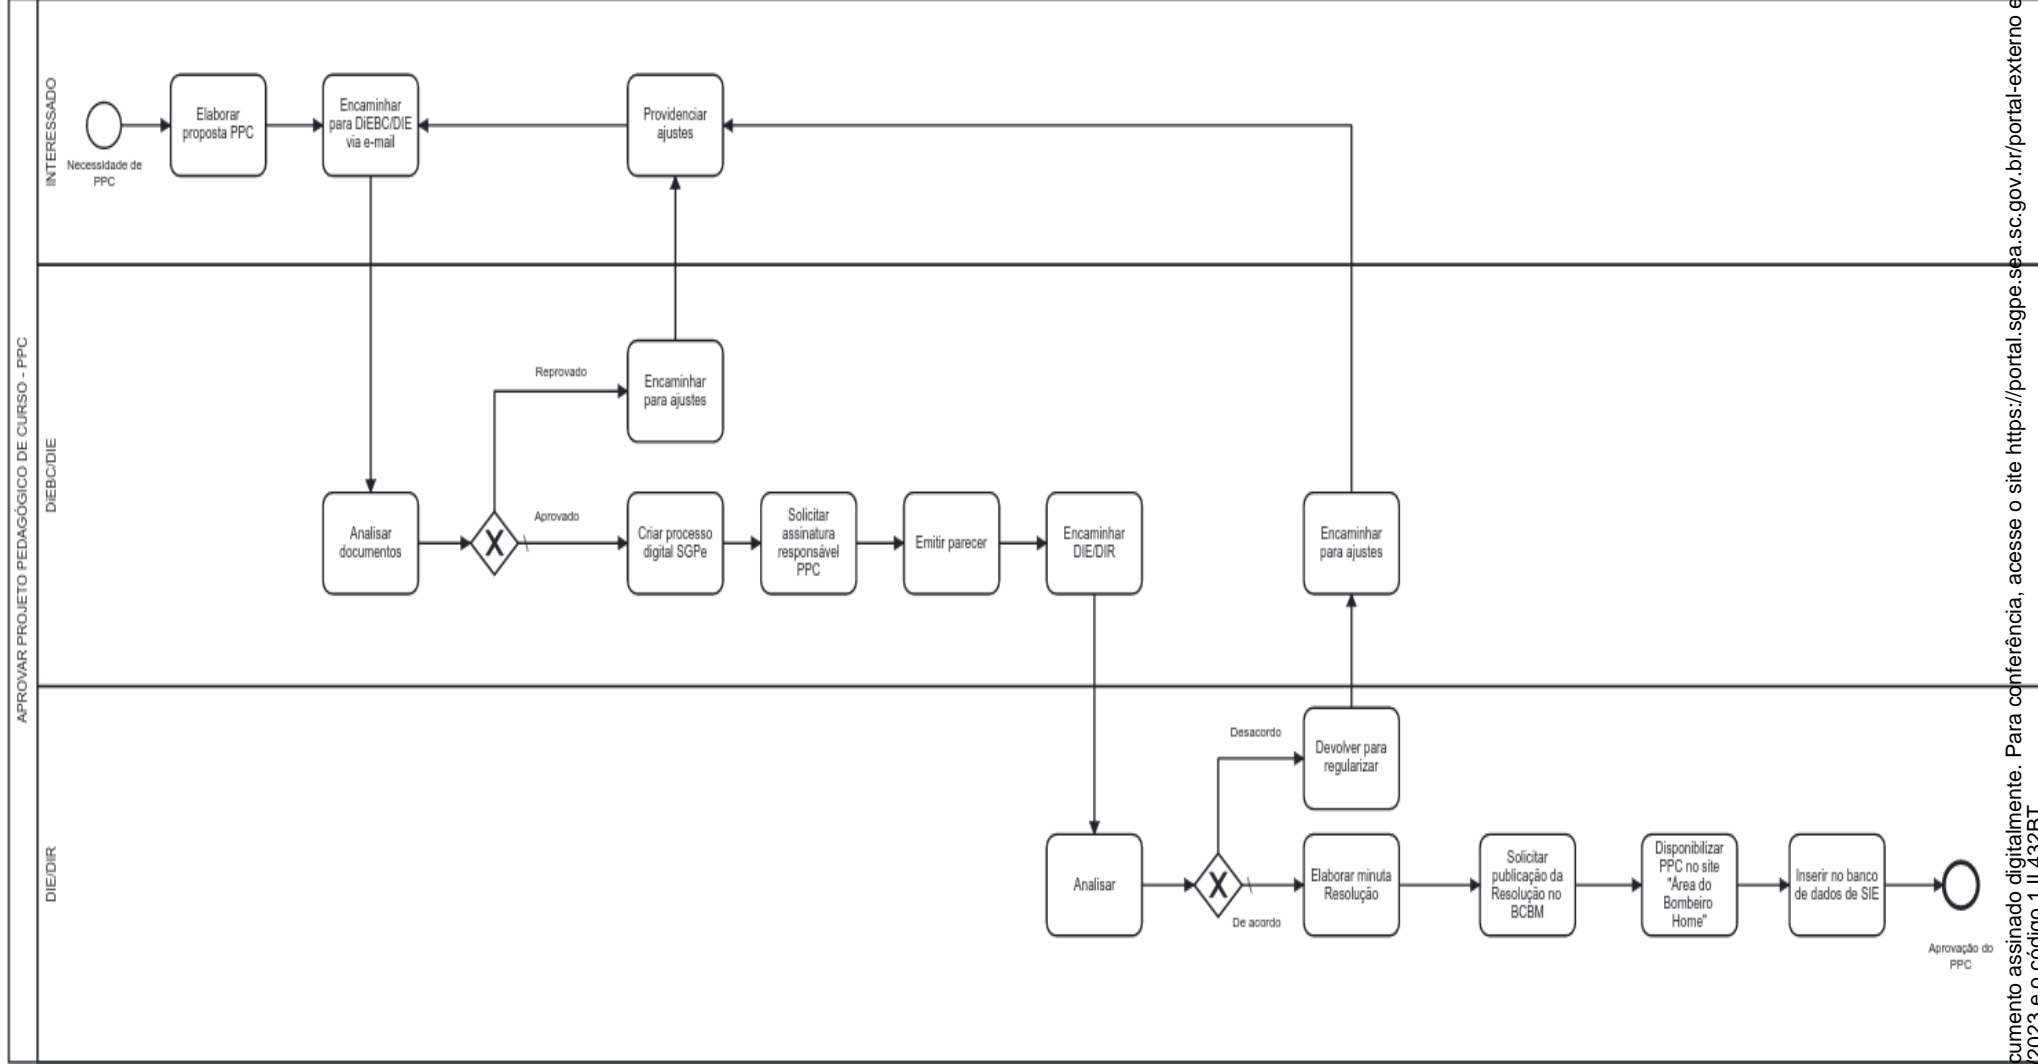 APROVAR PROJETO PEDAGÓGICO DE CURSO - PPC
INTERESSADO
Necessidade de
PPC
Elaborar
proposta PPC
Encaminhar
para DiEBC/DIE
via e-mail
Providenciar
ajustes
DiEBC/DIE
Reprovado
Encaminhar
para ajustes
Analisar
documentos
Aprovado
Criar processo
digital SGPe
Solicitar
assinatura
responsável
PPC
Emitir parecer
Encaminhar
DIE/DIR
Encaminhar
para ajustes
DIE/DIR
Desacordo
Devolver para
regularizar
Analisar
De acordo
Elaborar minuta
Resolução
Solicitar
publicação da
Resolução no
BCBM
Disponibilizar
PPC no site
"Área do
Bombeiro
Home"
Inserir no banco
de dados de SIE
Aprovação do
PPC
cumento assinado digitalmente. Para conferência, acesse o site https://portal.sgpe.sea.sc.gov.br/portal-externo e
2023 e o código